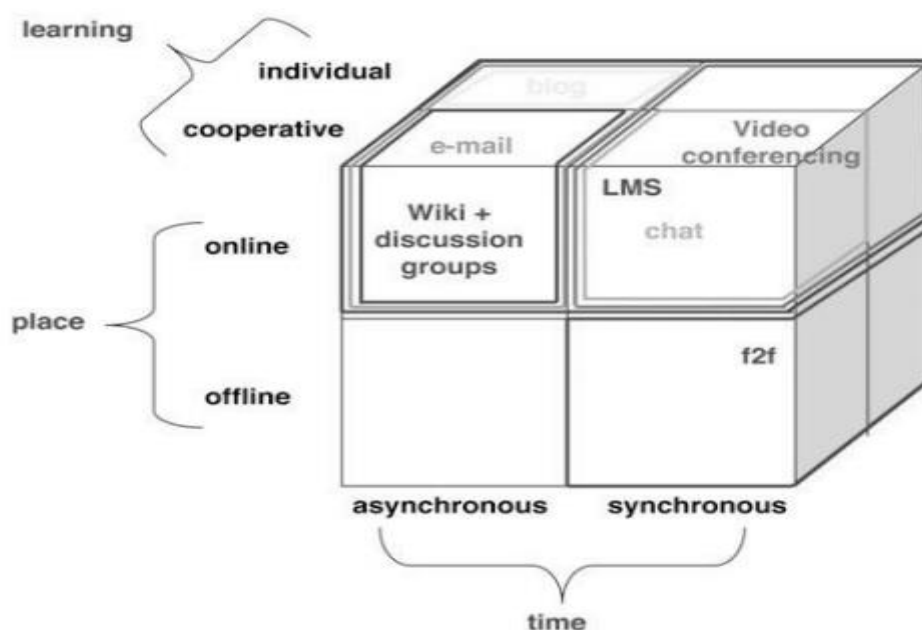 learning
individual
blog
cooperative
e-mail
Video
conferencing
LMS
Wiki +
discussion
groups
chat
online
place
f2f
offline
asynchronous
synchronous
time